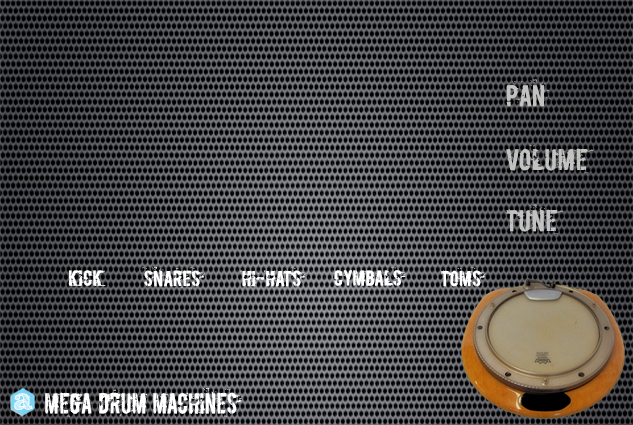 PAN
VOLUME
TUNE
KICK SNARES HI-HATS CYMBALS TOMS
MEGA DRUM MACHINES